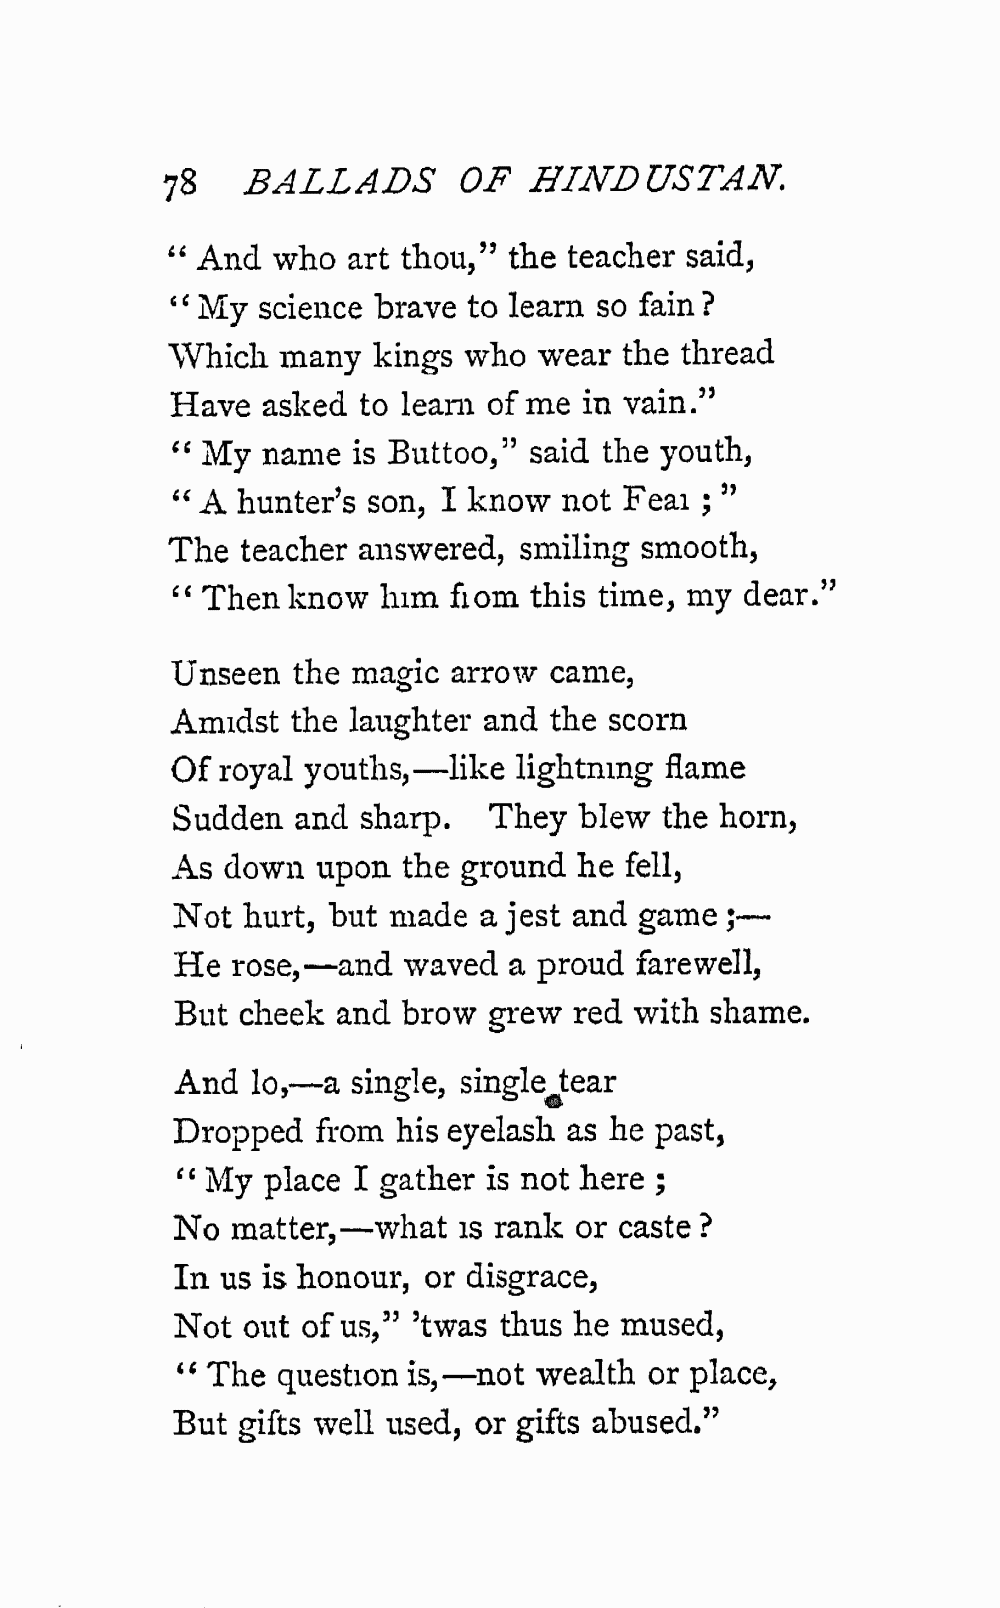 78 BALLADS OF HINDUSTAN.
“ And who art thou,” the teacher said,
“ My science brave to learn so fain ?
Which many kings who wear the thread
Have asked to learn of me in vain.”
“ My name is Buttoo,” said the youth,
“ A hunter’s son, I know not Fear ; ”
The teacher answered, smiling smooth,
“ Then know him from this time, my dear.”
Unseen the magic arrow came,
Amidst the laughter and the scorn
Of royal youths,—like lightning flame
Sudden and sharp. They blew the horn,
As down upon the ground he fell,
Not hurt, but made a jest and game ;—
He rose,—and waved a proud farewell,
But cheek and brow grew red with shame.
And lo,—a single, single tear
Dropped from his eyelash as he past,
“ My place I gather is not here ;
No matter,—what is rank or caste ?
In us is honour, or disgrace,
Not out of us,” ’twas thus he mused,
“ The question is,—not wealth or place,
But gifts well used, or gifts abused.”